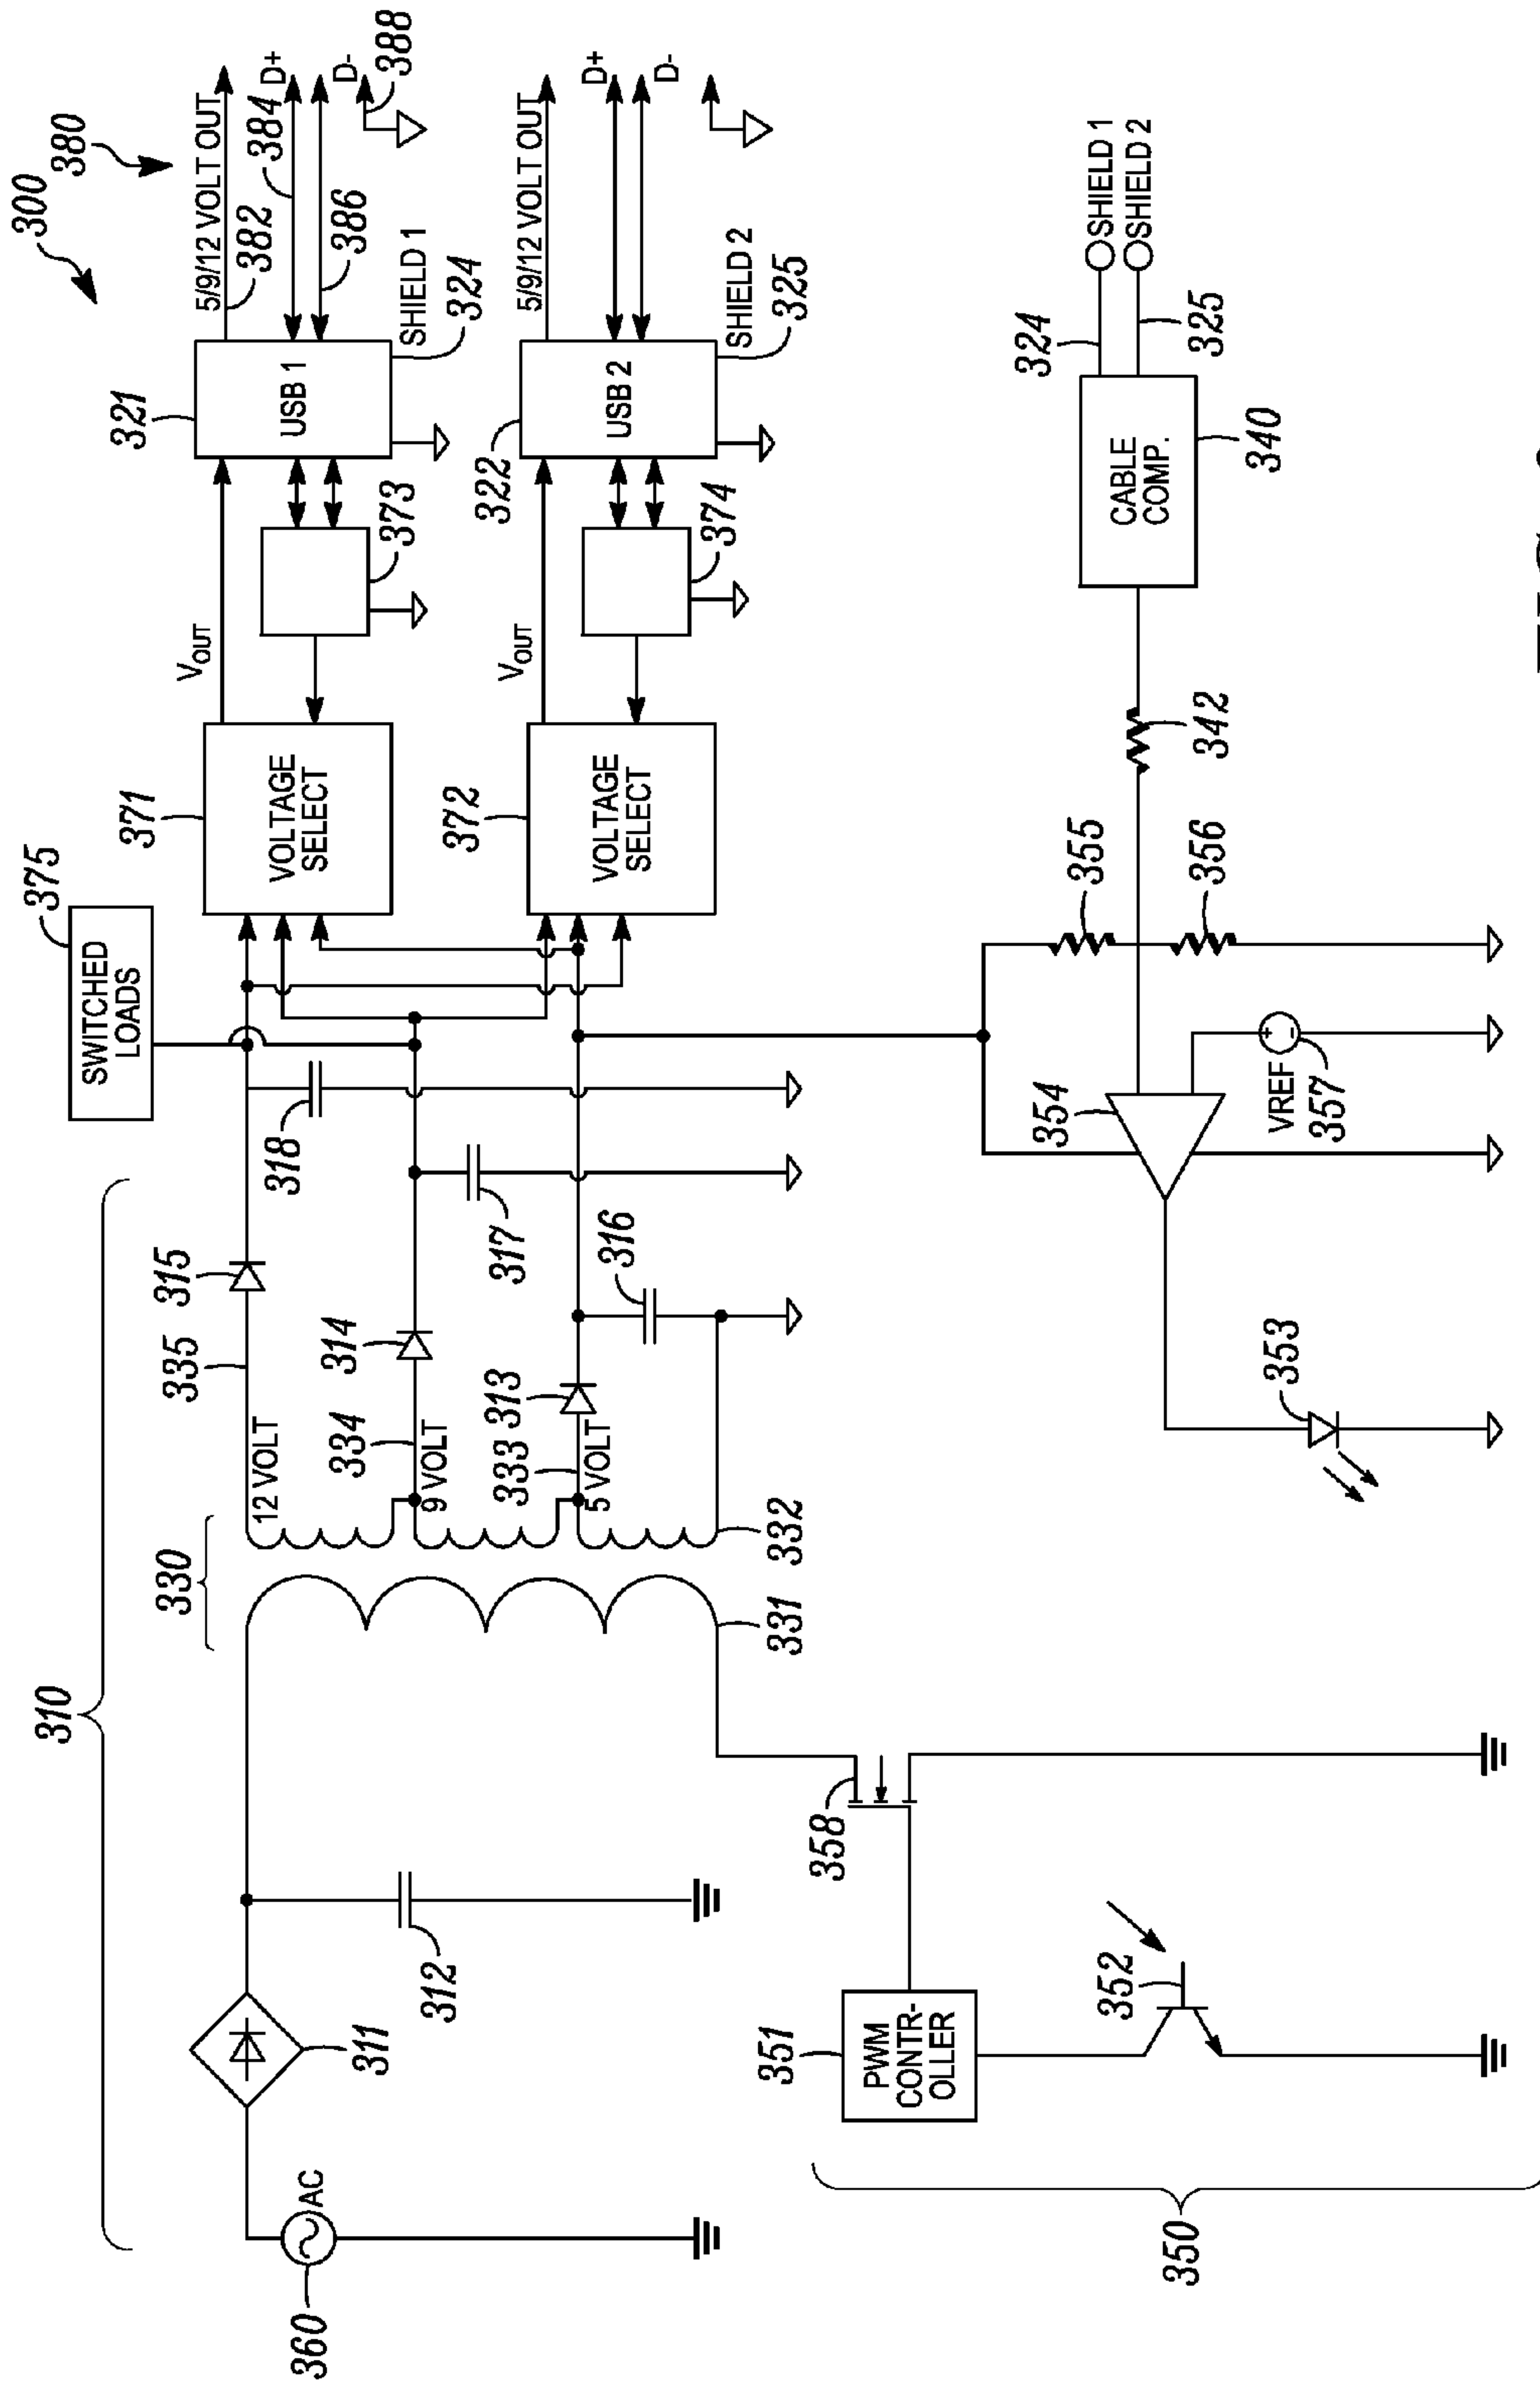 300
380
310
330
375
SWITCHED
LOADS
360
AC
311
312
331
332
12 VOLT
335
315
318
334
9 VOLT
314
317
333
5 VOLT
313
316
371
VOLTAGE
SELECT
VOUT
373
321
USB 1
5/9/12 VOLT OUT
382
384
D+
386
D-
388
SHIELD 1
324
372
VOLTAGE
SELECT
VOUT
374
322
USB 2
5/9/12 VOLT OUT
D+
D-
SHIELD 2
325
350
351
PWM
CONTR-
OLLER
358
352
353
354
VREF
357
355
356
342
CABLE
COMP.
340
324
325
SHIELD 1
SHIELD 2